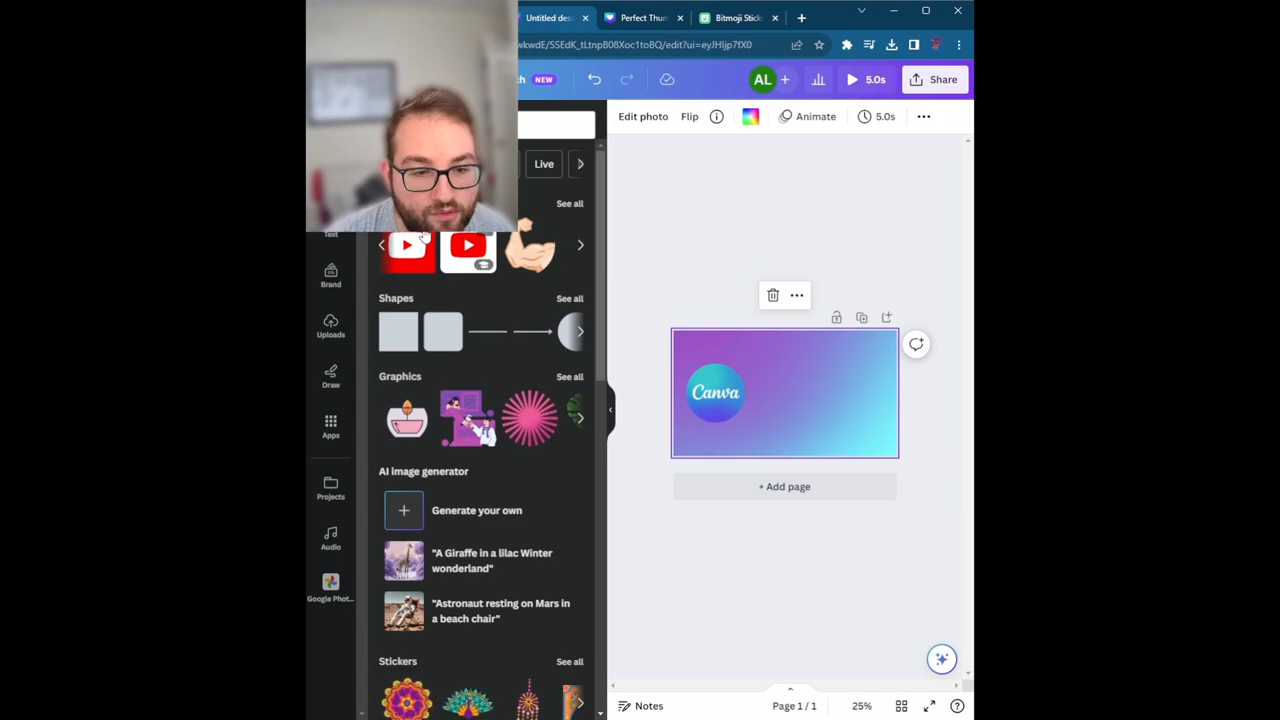 Untitled des
Perfect Thun
Bitmoji Stick
wkwdE/5SEdK_tLtnpB08Xoc1toBQ/edit?ui=eyJHIjp7fX0
ch NEW
AL
5.0s
Share
Edit photo
Flip
Animate
5.0s
Live
See all
Text
Brand
Uploads
Draw
Apps
Projects
Audio
Google Phot...
Shapes
See all
Graphics
See all
AI image generator
Generate your own
"A Giraffe in a lilac Winter
wonderland"
"Astronaut resting on Mars in
a beach chair"
Stickers
See all
Canva
+ Add page
Notes
Page 1 / 1
25%